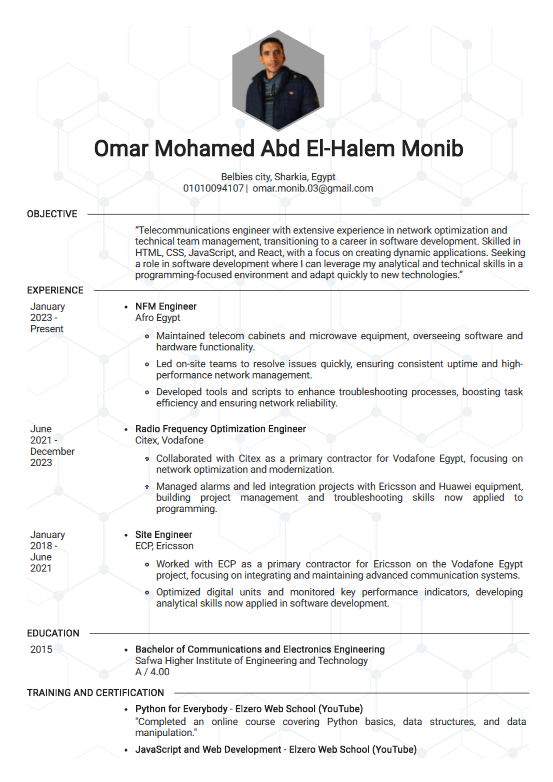 Omar Mohamed Abd El-Halem Monib
Belbies city, Sharkia, Egypt
01010094107 | omar.monib.03@gmail.com
OBJECTIVE
"Telecommunications engineer with extensive experience in network optimization and
technical team management, transitioning to a career in software development. Skilled in
HTML, CSS, JavaScript, and React, with a focus on creating dynamic applications. Seeking
a role in software development where I can leverage my analytical and technical skills in a
programming-focused environment and adapt quickly to new technologies."
EXPERIENCE
January
2023 -
Present
• NFM Engineer
Afro Egypt
Maintained telecom cabinets and microwave equipment, overseeing software and
hardware functionality.
Led on-site teams to resolve issues quickly, ensuring consistent uptime and high-
performance network management.
Developed tools and scripts to enhance troubleshooting processes, boosting task
efficiency and ensuring network reliability.
June
2021 -
December
2023
• Radio Frequency Optimization Engineer
Citex, Vodafone
Collaborated with Citex as a primary contractor for Vodafone Egypt, focusing on
network optimization and modernization.
Managed alarms and led integration projects with Ericsson and Huawei equipment,
building project management and troubleshooting skills now applied to
programming.
January
2018 -
June
2021
• Site Engineer
ECP, Ericsson
Worked with ECP as a primary contractor for Ericsson on the Vodafone Egypt
project, focusing on integrating and maintaining advanced communication systems.
Optimized digital units and monitored key performance indicators, developing
analytical skills now applied in software development.
EDUCATION
2015
• Bachelor of Communications and Electronics Engineering
Safwa Higher Institute of Engineering and Technology
A / 4.00
TRAINING AND CERTIFICATION
• Python for Everybody - Elzero Web School (YouTube)
"Completed an online course covering Python basics, data structures, and data
manipulation."
• JavaScript and Web Development - Elzero Web School (YouTube)